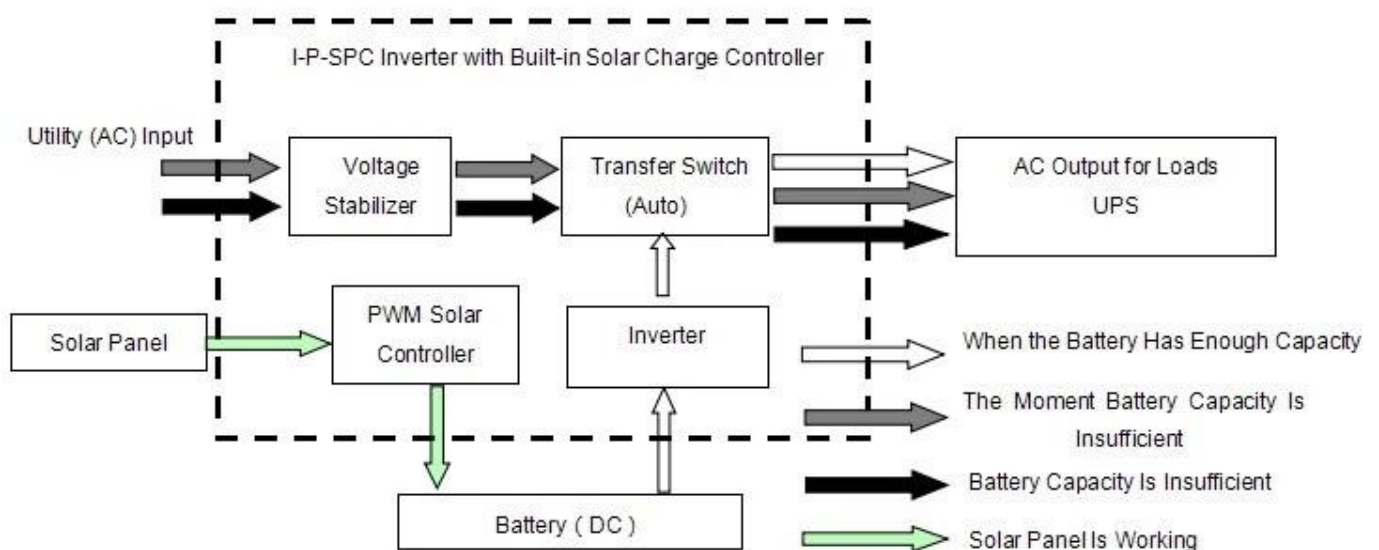 I-P-SPC Inverter with Built-in Solar Charge Controller
Utility (AC) Input
Voltage
Stabilizer
Transfer Switch
(Auto)
AC Output for Loads
UPS
Solar Panel
PWM Solar
Controller
Inverter
Battery ( DC )
When the Battery Has Enough Capacity
The Moment Battery Capacity Is
Insufficient
Battery Capacity Is Insufficient
Solar Panel Is Working